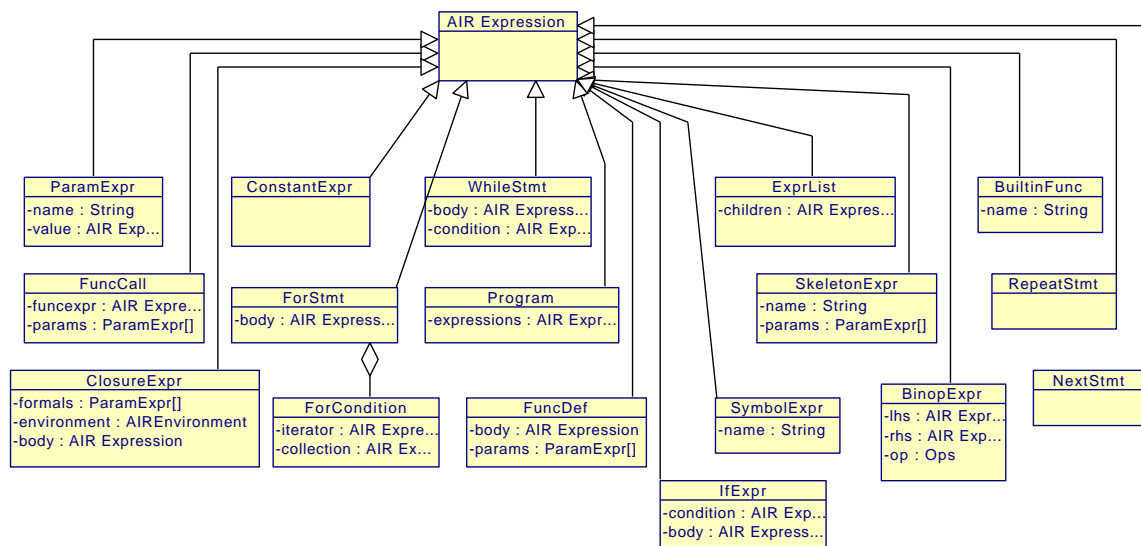 AIR Expression
ParamExpr
-name : String
-value : AIR Exp...
ConstantExpr
WhileStmt
-body : AIR Express...
-condition : AIR Exp...
ExprList
-children : AIR Expres...
BuiltinFunc
-name : String
FuncCall
-funcexpr : AIR Expre...
-params : ParamExpr[]
ForStmt
-body : AIR Express...
Program
-expressions : AIR Expr...
SkeletonExpr
-name : String
-params : ParamExpr[]
RepeatStmt
ClosureExpr
-formals : ParamExpr[]
-environment : AIREnvironment
-body : AIR Expression
ForCondition
-iterator : AIR Expre...
-collection : AIR Ex...
FuncDef
-body : AIR Expression
-params : ParamExpr[]
SymbolExpr
-name : String
BinopExpr
-lhs : AIR Expr...
-rhs : AIR Exp...
-op : Ops
NextStmt
IfExpr
-condition : AIR Exp...
-body : AIR Express...